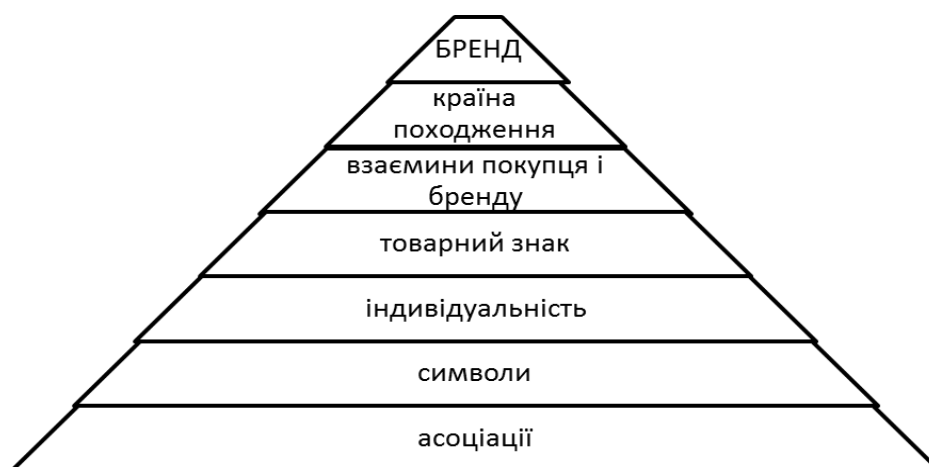 БРЕНД
країна
походження
взаємини покупця і
бренду
товарний знак
індивідуальність
символи
асоціації